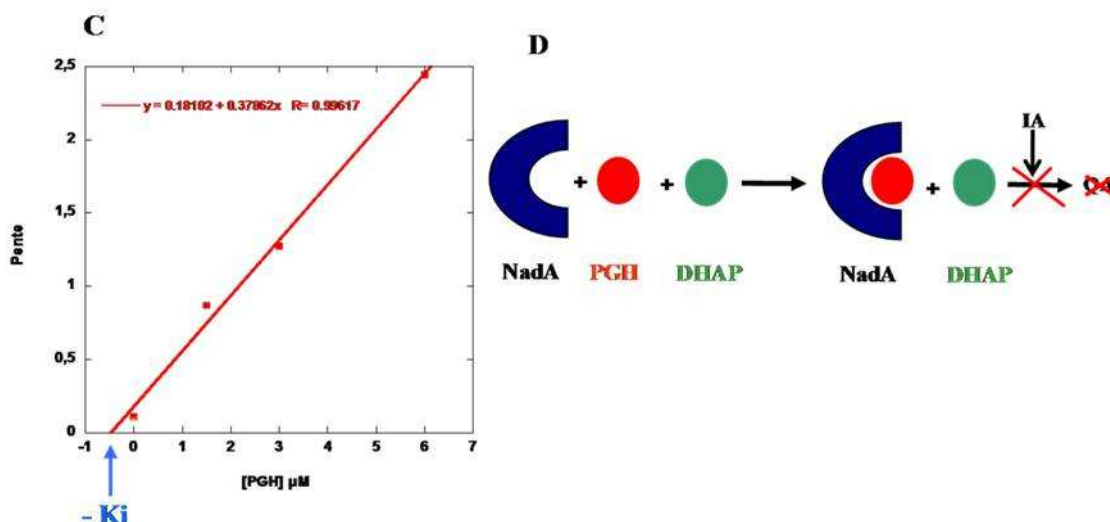 C
D
2,5
y = 0.18102 + 0.37862x R= 0.99617
2
1,5
1
0,5
0
Pente
-1 0 1 2 3 4 5 6 7
[PGH] µM
- Ki
+ + +
IA
NadA PGH DHAP NadA DHAP